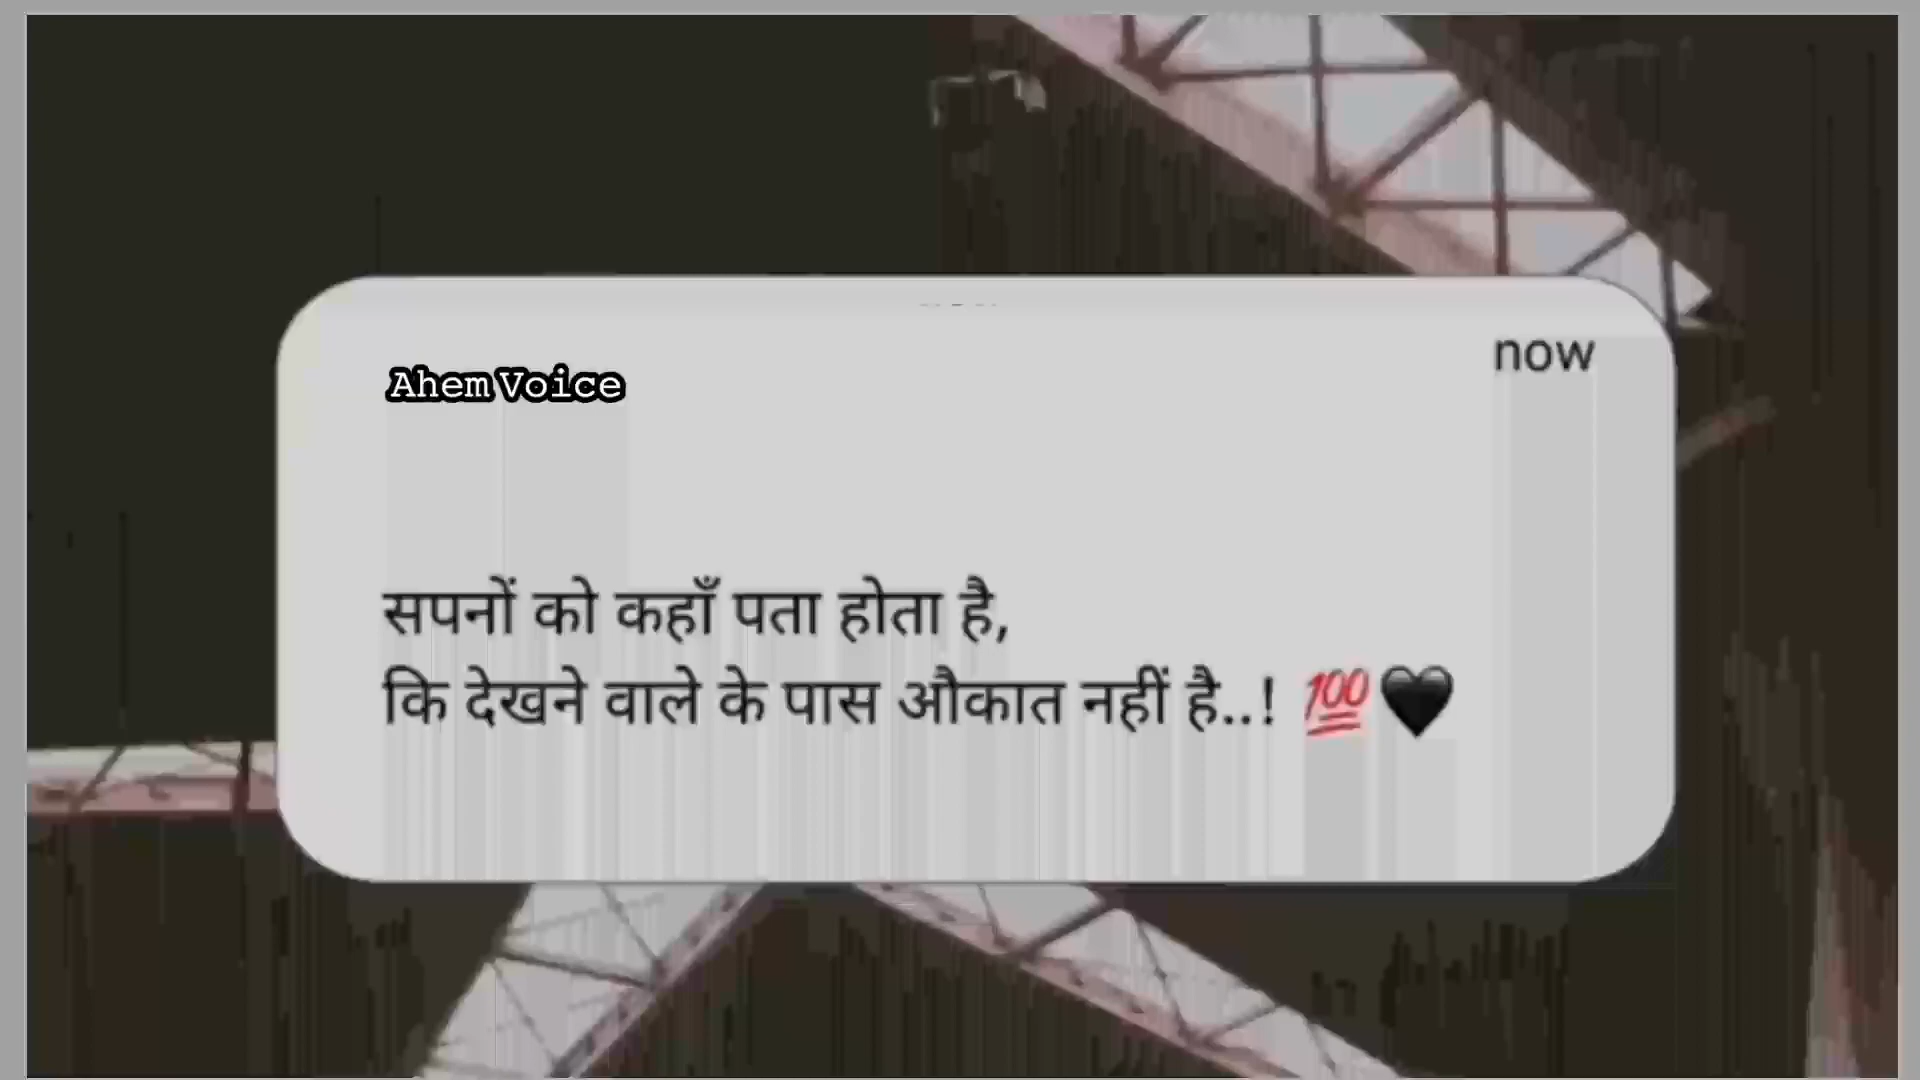 now
Ahem Voice
सपनों को कहाँ पता होता है,
कि देखने वाले के पास औकात नहीं है..! 💯🖤